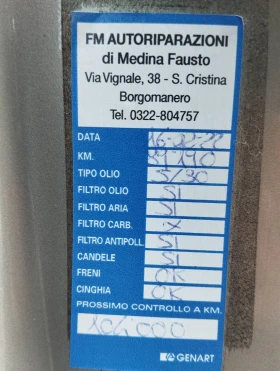 FM AUTORIPARAZIONI
di Medina Fausto
Via Vignale, 38 - S. Cristina
Borgomanero
Tel. 0322-804757
DATA
KM.
TIPO OLIO 5/30
FILTRO OLIO SI
FILTRO ARIA SI
FILTRO CARB. X
FILTRO ANTIPOLL. SI
CANDELE SI
FRENI OK
CINGHIA OK
PROSSIMO CONTROLLO A KM.
104000
GENART